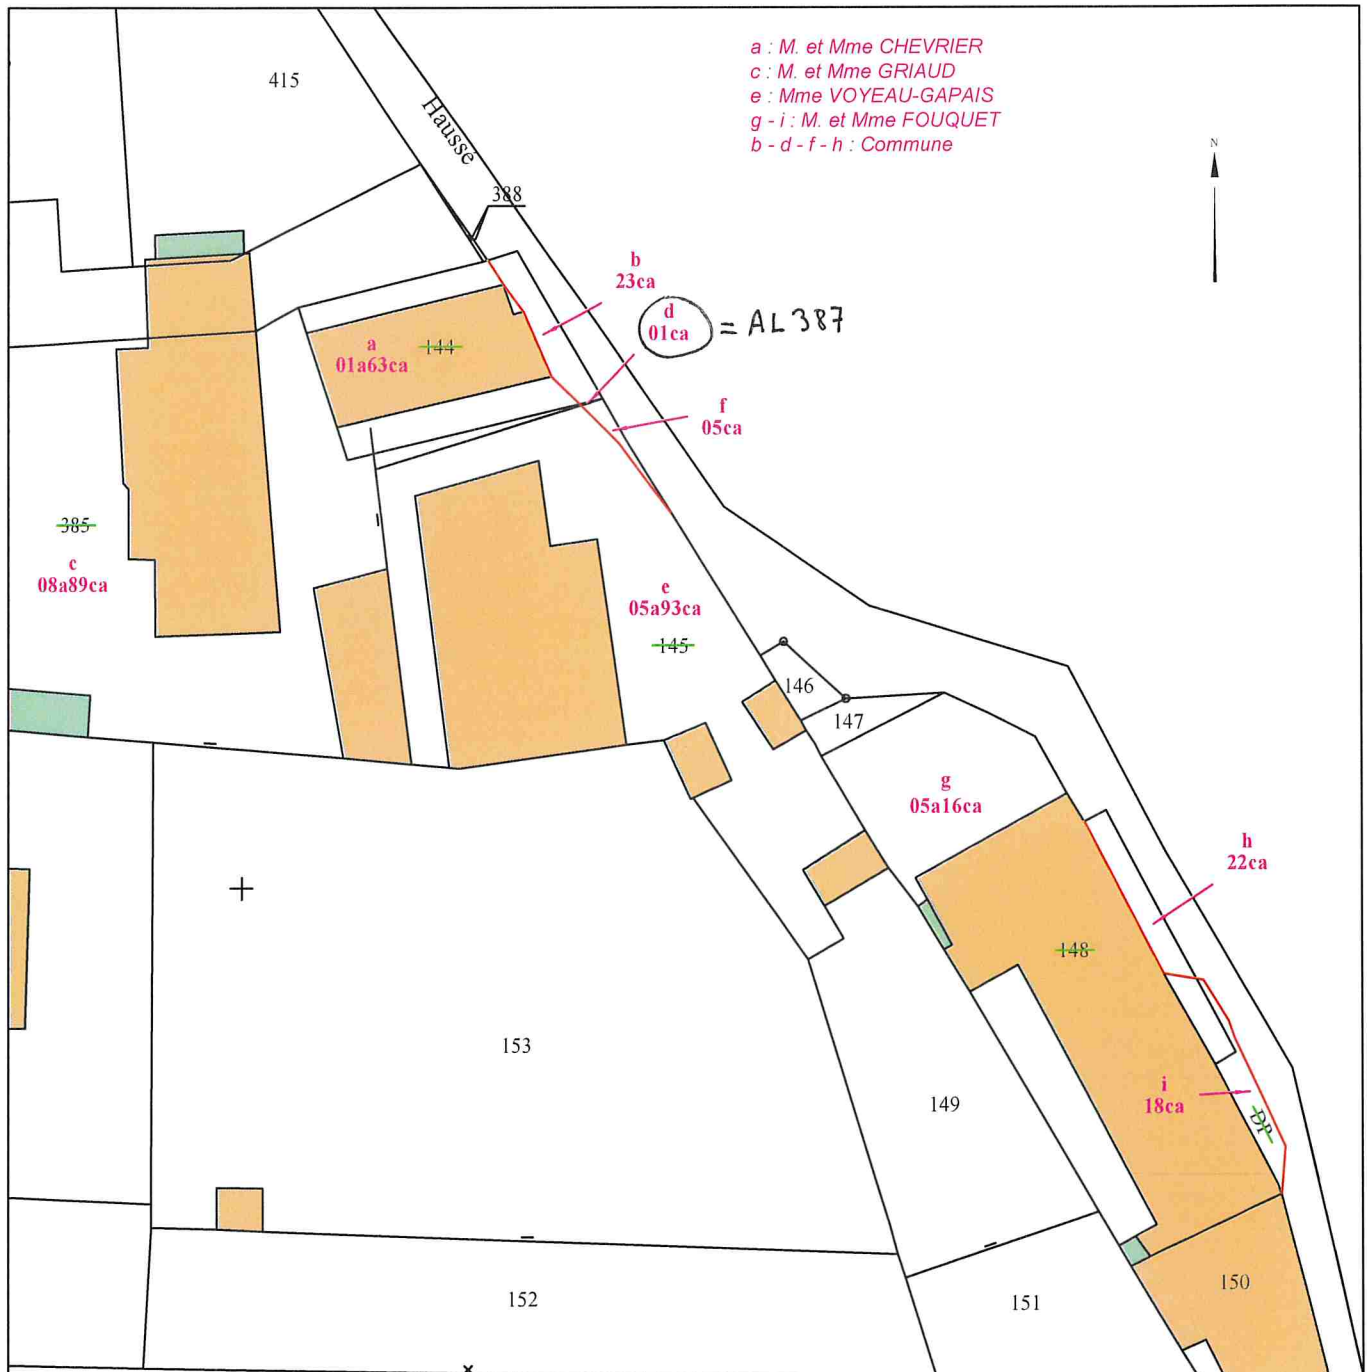 a : M. et Mme CHEVRIER
c : M. et Mme GRIAUD
e : Mme VOYEAU-GAPAIS
g - i : M. et Mme FOUQUET
b - d - f - h : Commune
415
Haussé
N
388
b
23ca
d
01ca
= AL 387
a
01a63ca
144
f
05ca
385
c
08a89ca
e
05a93ca
145
146
147
g
05a16ca
h
22ca
148
153
149
i
18ca
DP
150
152
151